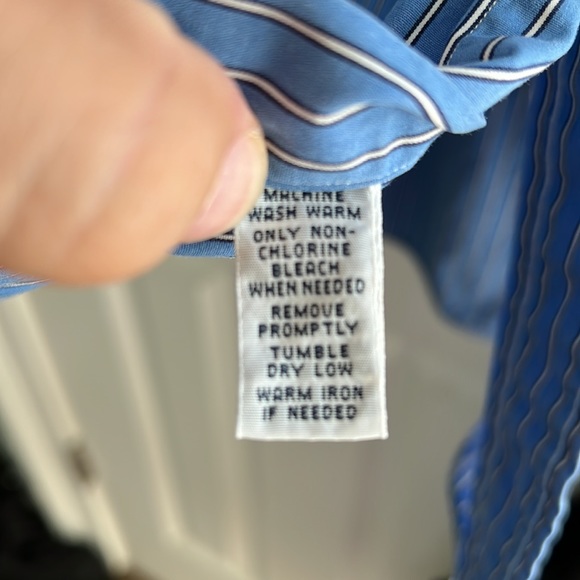 MACHINE
WASH WARM
ONLY NON-
CHLORINE
BLEACH
WHEN NEEDED
REMOVE
PROMPTLY
TUMBLE
DRY LOW
WARM IRON
IF NEEDED